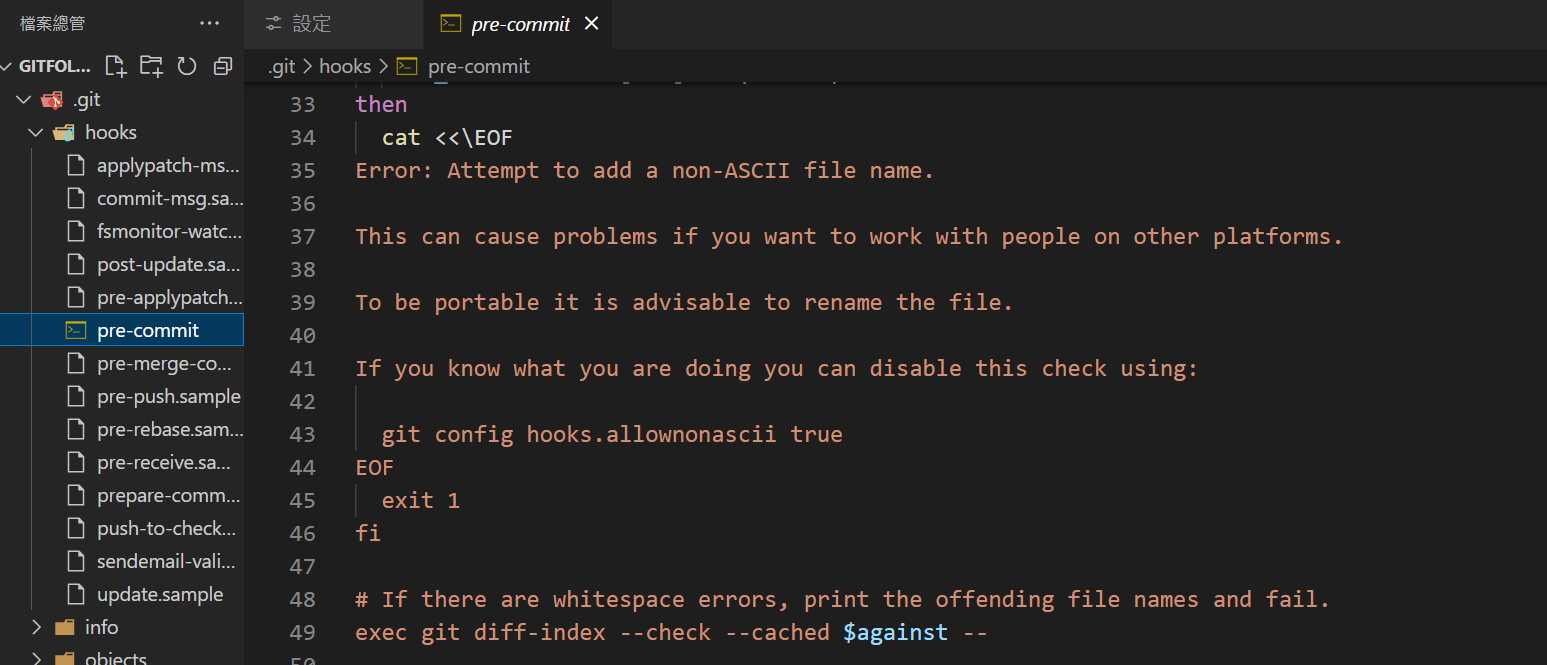 檔案總管 ...
設定
pre-commit
GITFOL...
.git
hooks
applypatch-ms...
commit-msg.sa...
fsmonitor-watc...
post-update.sa...
pre-applypatch...
pre-commit
pre-merge-co...
pre-push.sample
pre-rebase.sam...
pre-receive.sa...
prepare-comm...
push-to-check...
sendemail-vali...
update.sample
info
objects
.git > hooks > pre-commit
33 then
34 cat <<\EOF
35 Error: Attempt to add a non-ASCII file name.
36
37 This can cause problems if you want to work with people on other platforms.
38
39 To be portable it is advisable to rename the file.
40
41 If you know what you are doing you can disable this check using:
42
43 git config hooks.allownonascii true
44 EOF
45 exit 1
46 fi
47
48 # If there are whitespace errors, print the offending file names and fail.
49 exec git diff-index --check --cached $against --
50